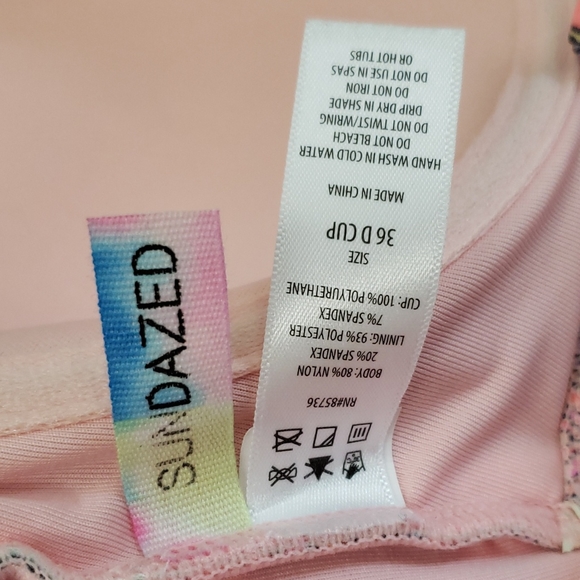 SUNDAZED
RN#85736
BODY: 80% NYLON
20% SPANDEX
LINING: 93% POLYESTER
7% SPANDEX
CUP: 100% POLYURETHANE
SIZE
36 D CUP
MADE IN CHINA
HAND WASH IN COLD WATER
DO NOT BLEACH
DO NOT TWIST/WRING
DRIP DRY IN SHADE
DO NOT IRON
DO NOT USE IN SPAS
OR HOT TUBS